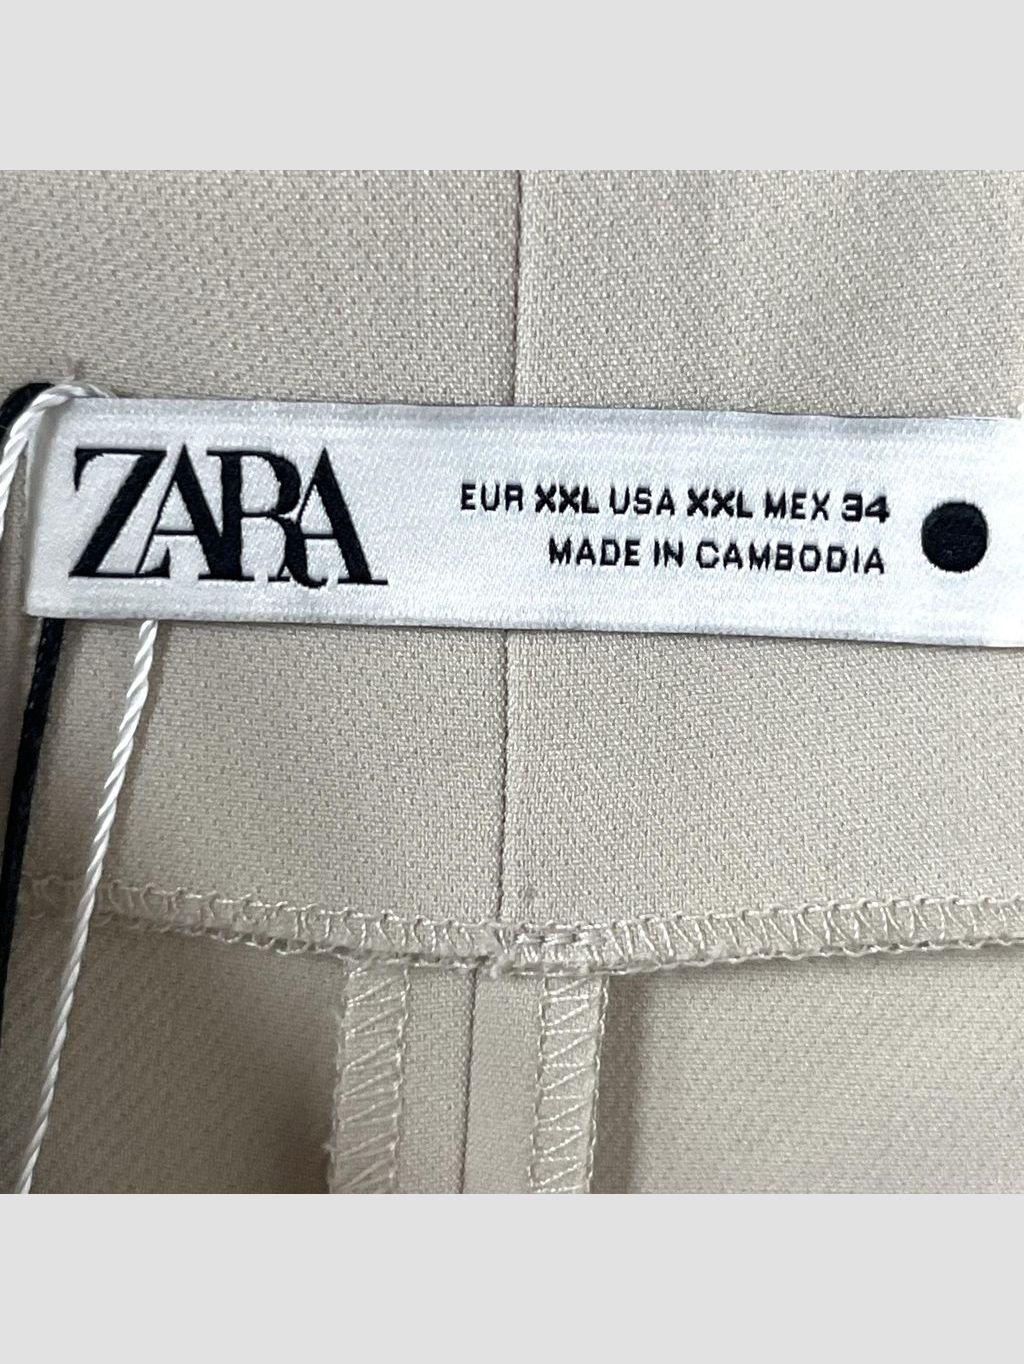 ZARA
EUR XXL USA XXL MEX 34
MADE IN CAMBODIA